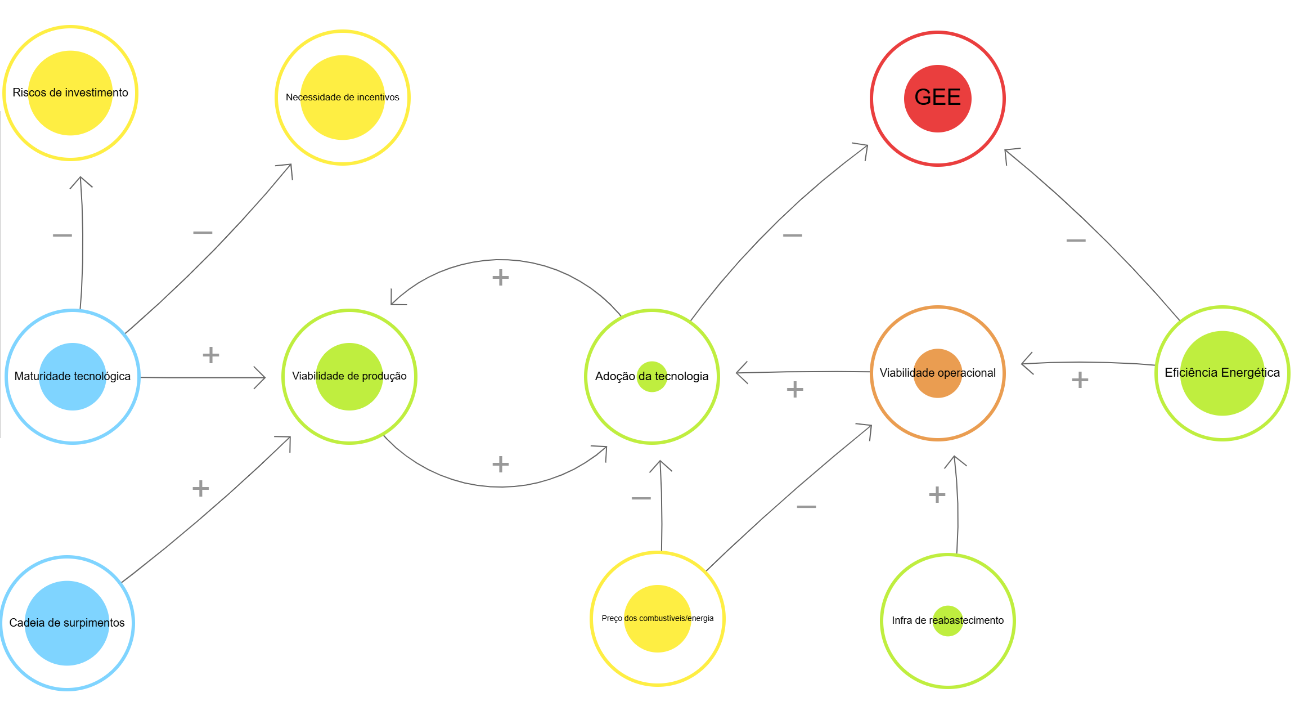 Riscos de investimento
Necessidade de incentivos
GEE
–
–
–
–
+
+
Maturidade tecnológica
Viabilidade de produção
Adoção da tecnologia
Viabilidade operacional
Eficiência Energética
+
+
+
+
–
–
+
Cadeia de surpimentos
Preço dos combustíveis/energia
Infra de reabastecimento